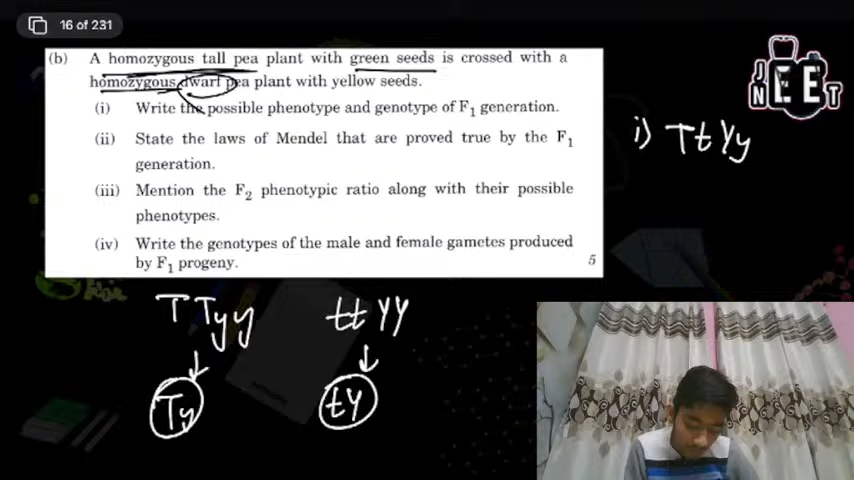 16 of 231
(b) A homozygous tall pea plant with green seeds is crossed with a
homozygous dwarf pea plant with yellow seeds.
(i) Write the possible phenotype and genotype of F1 generation.
(ii) State the laws of Mendel that are proved true by the F1
generation.
(iii) Mention the F2 phenotypic ratio along with their possible
phenotypes.
(iv) Write the genotypes of the male and female gametes produced
by F1 progeny. 5
J
NEET
i) TtYy
TTyy ttYY
Ty tY